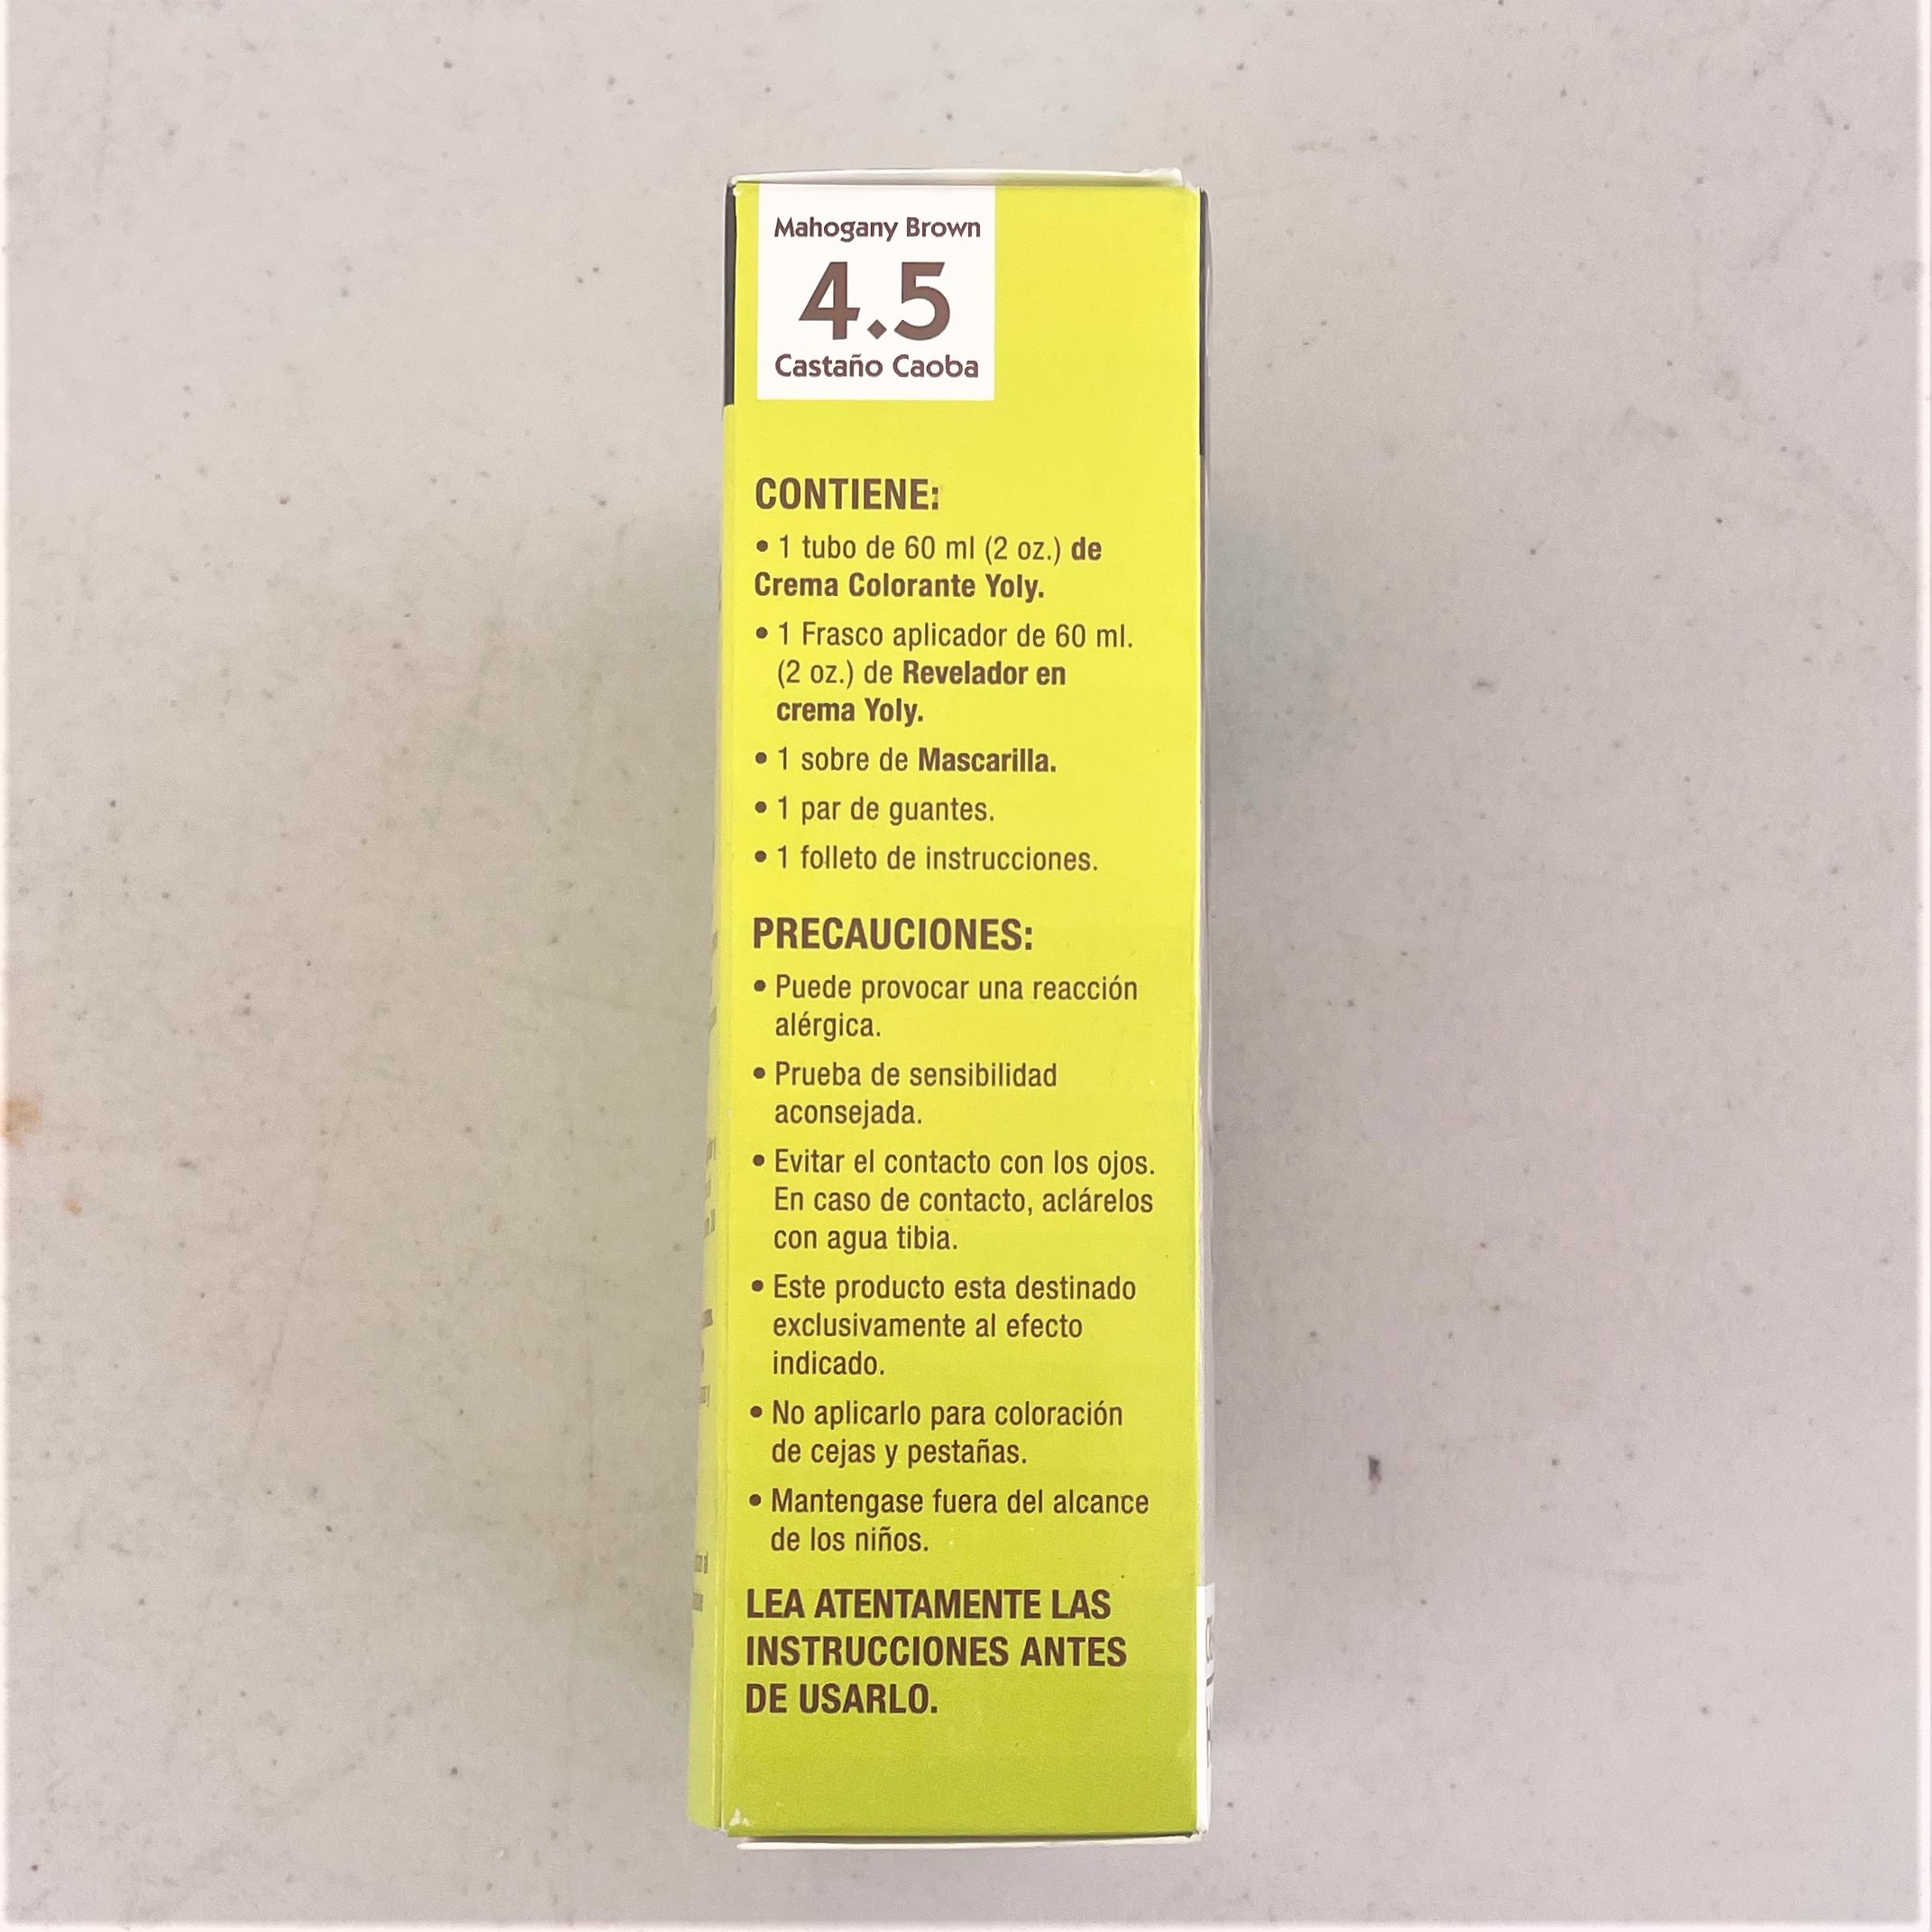 Mahogany Brown
4.5
Castaño Caoba
CONTIENE:
• 1 tubo de 60 ml (2 oz.) de
Crema Colorante Yoly.
• 1 Frasco aplicador de 60 ml.
(2 oz.) de Revelador en
crema Yoly.
• 1 sobre de Mascarilla.
• 1 par de guantes.
• 1 folleto de instrucciones.
PRECAUCIONES:
• Puede provocar una reacción
alérgica.
• Prueba de sensibilidad
aconsejada.
• Evitar el contacto con los ojos.
En caso de contacto, aclárelos
con agua tibia.
• Este producto esta destinado
exclusivamente al efecto
indicado.
• No aplicarlo para coloración
de cejas y pestañas.
• Mantengase fuera del alcance
de los niños.
LEA ATENTAMENTE LAS
INSTRUCCIONES ANTES
DE USARLO.